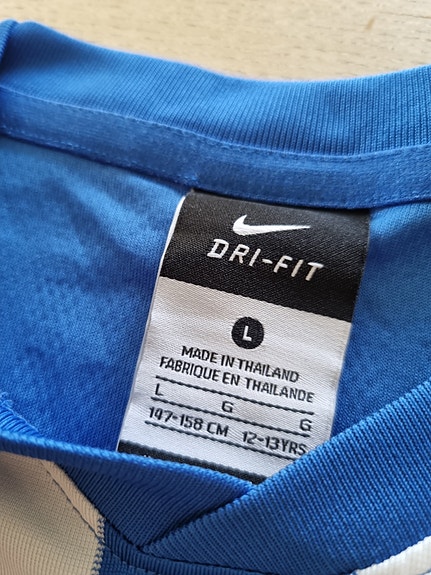 DRI-FIT
L
MADE IN THAILAND
FABRIQUE EN THAILANDE
L G G
147-158 CM 12-13YRS